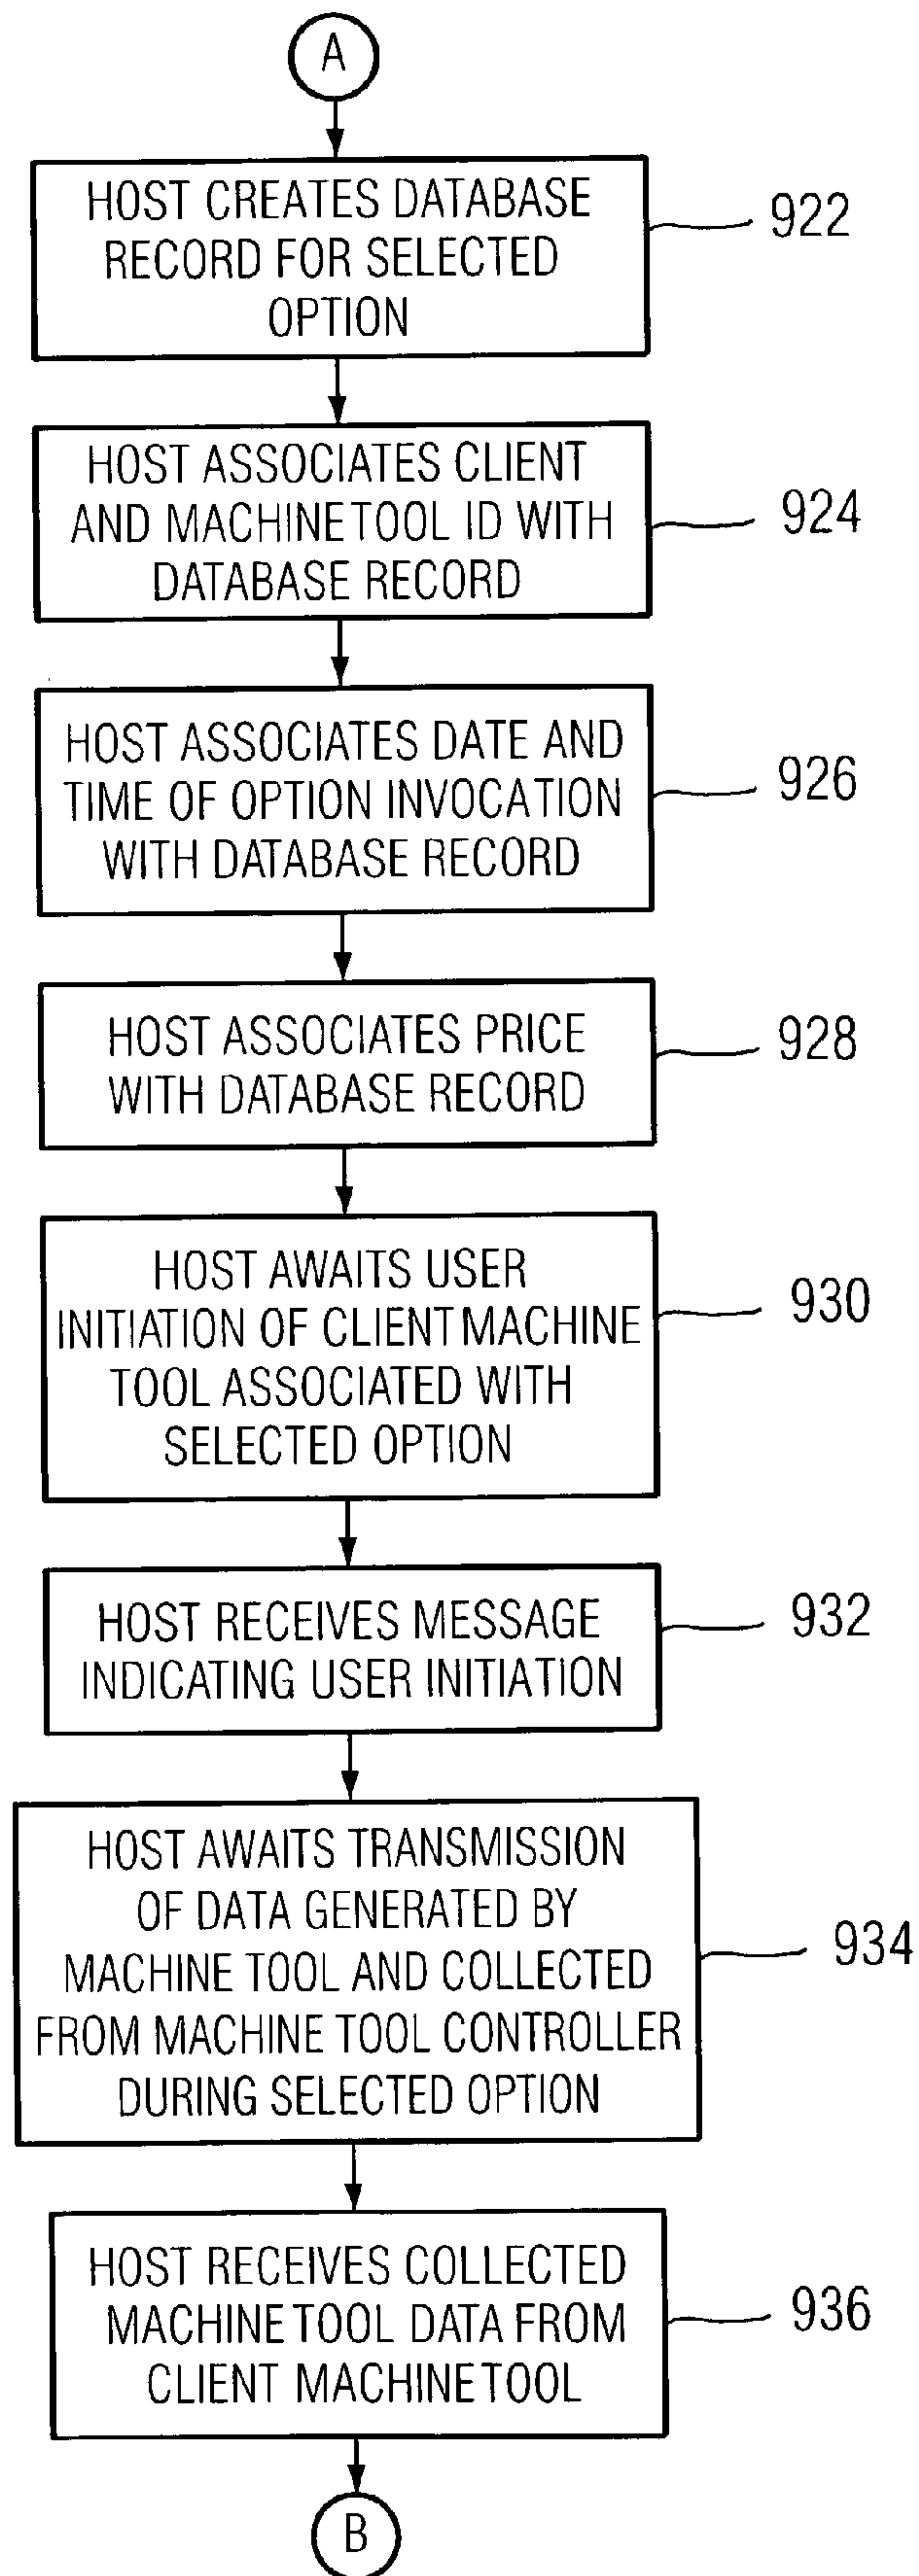 A
HOST CREATES DATABASE
RECORD FOR SELECTED
OPTION
922
HOST ASSOCIATES CLIENT
AND MACHINE TOOL ID WITH
DATABASE RECORD
924
HOST ASSOCIATES DATE AND
TIME OF OPTION INVOCATION
WITH DATABASE RECORD
926
HOST ASSOCIATES PRICE
WITH DATABASE RECORD
928
HOST AWAITS USER
INITIATION OF CLIENT MACHINE
TOOL ASSOCIATED WITH
SELECTED OPTION
930
HOST RECEIVES MESSAGE
INDICATING USER INITIATION
932
HOST AWAITS TRANSMISSION
OF DATA GENERATED BY
MACHINE TOOL AND COLLECTED
FROM MACHINE TOOL CONTROLLER
DURING SELECTED OPTION
934
HOST RECEIVES COLLECTED
MACHINE TOOL DATA FROM
CLIENT MACHINE TOOL
936
B